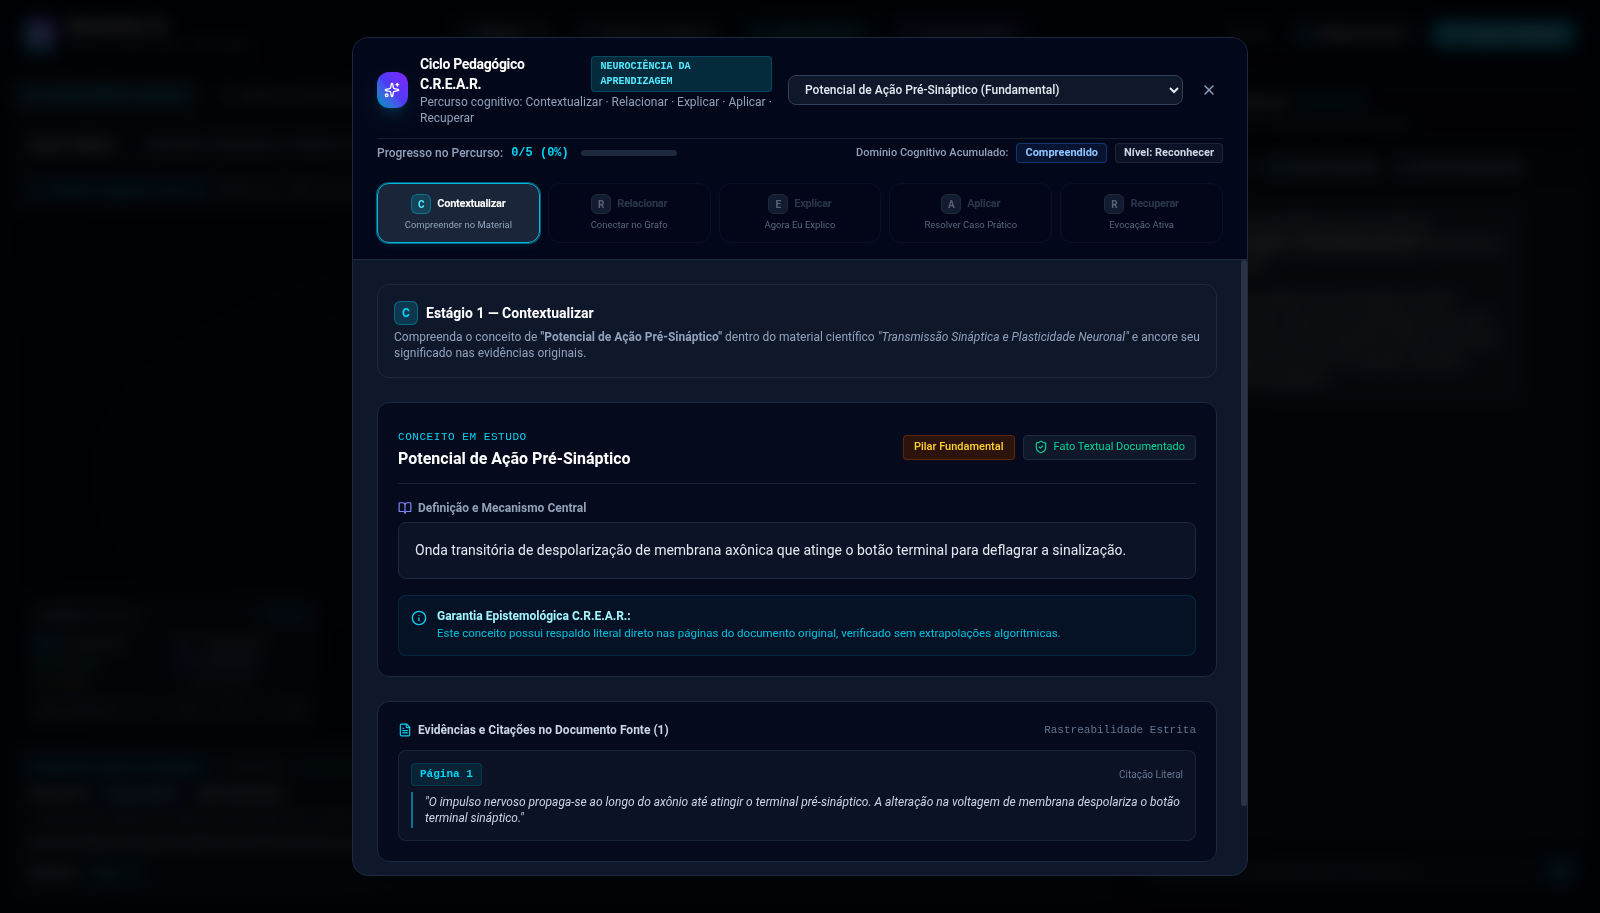 Ciclo Pedagógico
C.R.E.A.R.
NEUROCIÊNCIA DA
APRENDIZAGEM
Percurso cognitivo: Contextualizar · Relacionar · Explicar · Aplicar ·
Recuperar
Potencial de Ação Pré-Sináptico (Fundamental)
Progresso no Percurso: 0/5 (0%)
Domínio Cognitivo Acumulado: Compreendido Nível: Reconhecer
C Contextualizar
Compreender no Material
R Relacionar
Conectar no Grafo
E Explicar
Agora Eu Explico
A Aplicar
Resolver Caso Prático
R Recuperar
Evocação Ativa
C Estágio 1 — Contextualizar
Compreenda o conceito de "Potencial de Ação Pré-Sináptico" dentro do material científico "Transmissão Sináptica e Plasticidade Neuronal" e ancore seu
significado nas evidências originais.
CONCEITO EM ESTUDO
Potencial de Ação Pré-Sináptico
Pilar Fundamental
Fato Textual Documentado
Definição e Mecanismo Central
Onda transitória de despolarização de membrana axônica que atinge o botão terminal para deflagrar a sinalização.
Garantia Epistemológica C.R.E.A.R.:
Este conceito possui respaldo literal direto nas páginas do documento original, verificado sem extrapolações algorítmicas.
Evidências e Citações no Documento Fonte (1)
Rastreabilidade Estrita
Página 1
Citação Literal
"O impulso nervoso propaga-se ao longo do axônio até atingir o terminal pré-sináptico. A alteração na voltagem de membrana despolariza o botão
terminal sináptico."